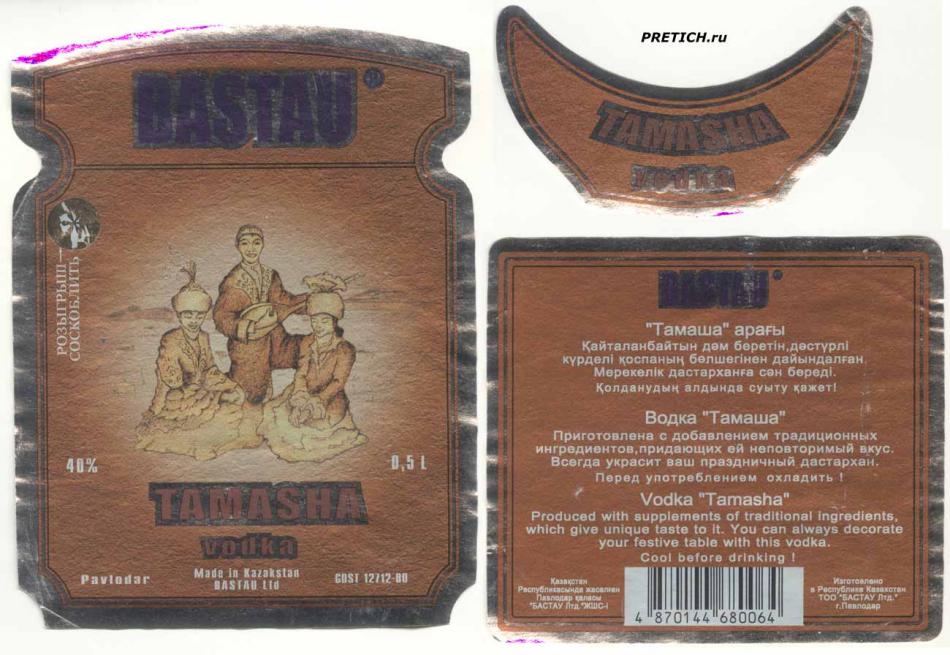 BASTAU®
РОЗЫГРЫШ—
СОСКОБЛИТЬ
40%
0,5 L
TAMASHA
vodka
Pavlodar
Made in Kazakstan
BASTAU Ltd
GOST 12712-80
PRETICH.ru
TAMASHA
vodka
BASTAU®
"Тамаша" арағы
Қайталанбайтын дәм беретін,дәстүрлі
күрделі қоспаның бөлшегінен дайындалған.
Мерекелік дастарханға сән береді.
Қолданудың алдында суыту қажет!
Водка "Тамаша"
Приготовлена с добавлением традиционных
ингредиентов,придающих ей неповторимый вкус.
Всегда украсит ваш праздничный дастархан.
Перед употреблением охладить !
Vodka "Tamasha"
Produced with supplements of traditional ingredients,
which give unique taste to it. You can always decorate
your festive table with this vodka.
Cool before drinking !
Қазақстан
Республикасында жасалған
Павлодар қаласы
"БАСТАУ Лтд."ЖШС-і
4 870144 680064
Изготовлено
в Республике Казахстан
ТОО "БАСТАУ Лтд."
г.Павлодар